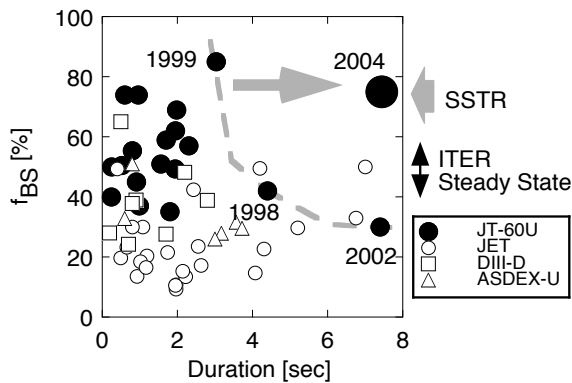 100
80
60
40
20
0
f_BS [%]
0 2 4 6 8
Duration [sec]
1999
2004
1998
2002
SSTR
ITER
Steady State
JT-60U
JET
DIII-D
ASDEX-U